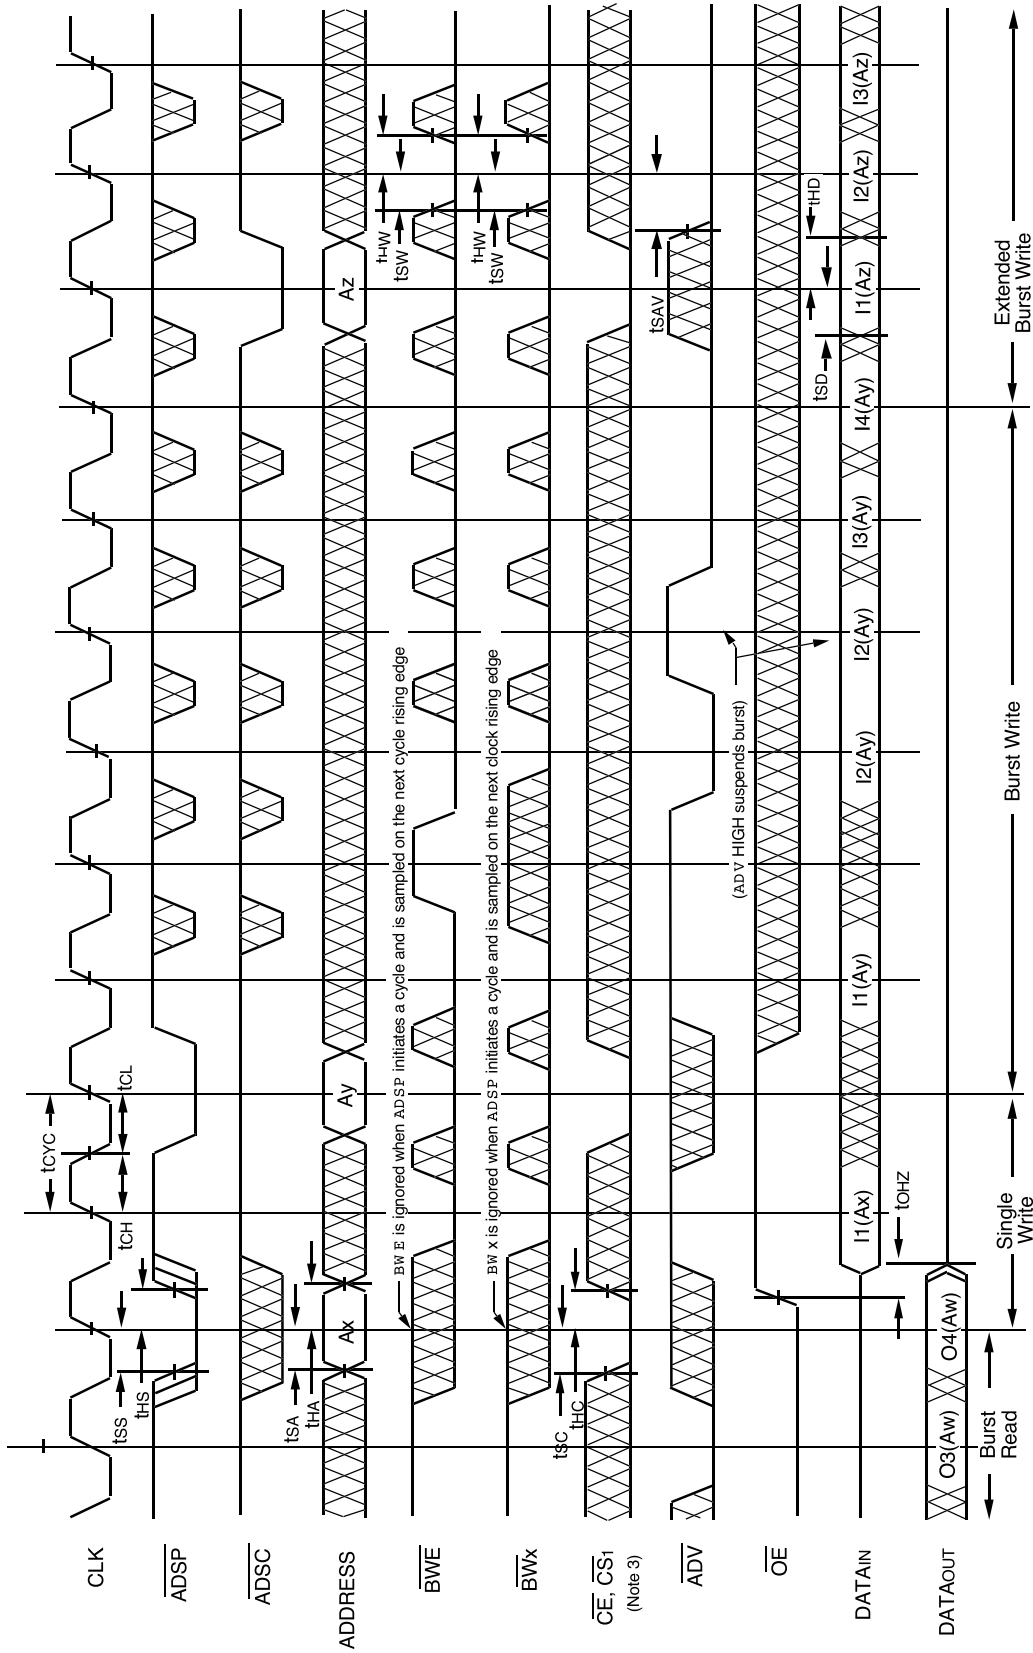 CLK
tCYC
tCH
tCL
ADSP
tSS
tHS
ADSC
ADDRESS
tSA
tHA
Ax
Ay
Az
BWE
BWE is ignored when ADSP initiates a cycle and is sampled on the next cycle rising edge
tHW
tSW
BWx
BWx is ignored when ADSP initiates a cycle and is sampled on the next clock rising edge
tHW
tSW
CE, CS1
(Note 3)
tSC
tHC
ADV
tSAV
(ADV HIGH suspends burst)
OE
tOHZ
tSD
tHD
DATAIN
I1(Ax)
I1(Ay)
I2(Ay)
I2(Ay)
I3(Ay)
I4(Ay)
I1(Az)
I2(Az)
I3(Az)
DATAOUT
O3(Aw)
O4(Aw)
Burst
Read
Single
Write
Burst Write
Extended
Burst Write